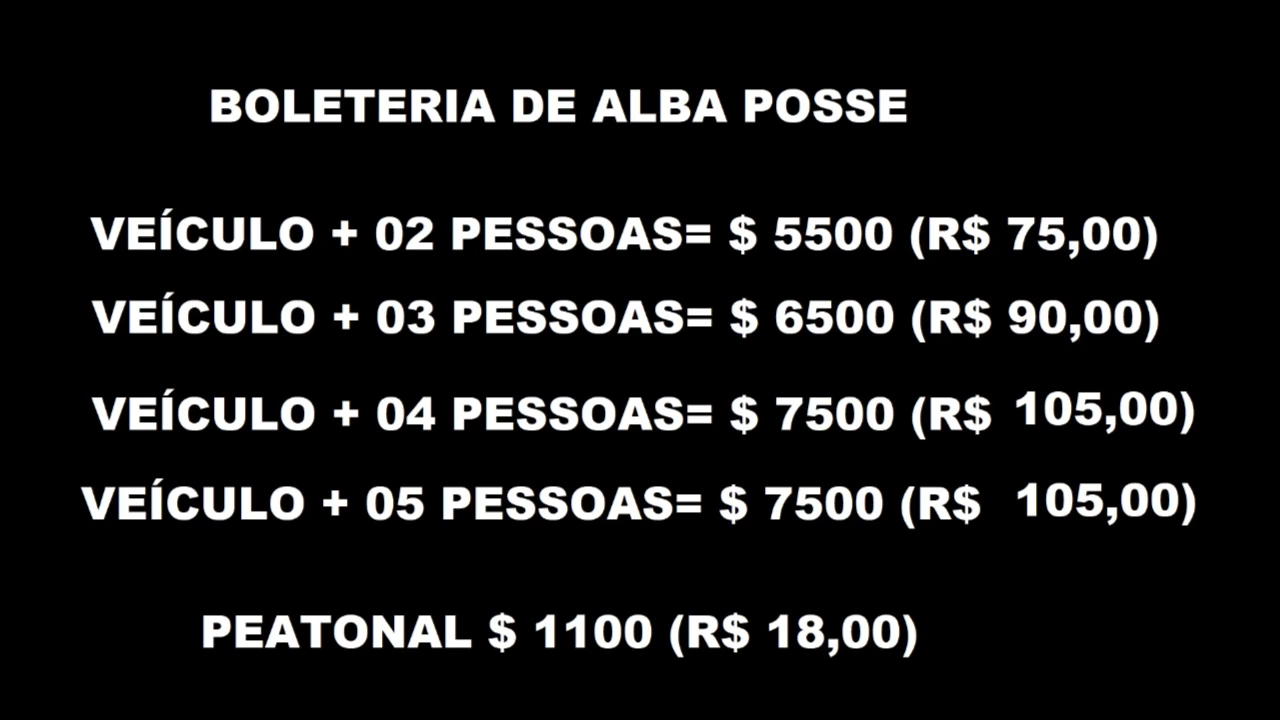 BOLETERIA DE ALBA POSSE
VEÍCULO + 02 PESSOAS= $ 5500 (R$ 75,00)
VEÍCULO + 03 PESSOAS= $ 6500 (R$ 90,00)
VEÍCULO + 04 PESSOAS= $ 7500 (R$ 105,00)
VEÍCULO + 05 PESSOAS= $ 7500 (R$ 105,00)
PEATONAL $ 1100 (R$ 18,00)